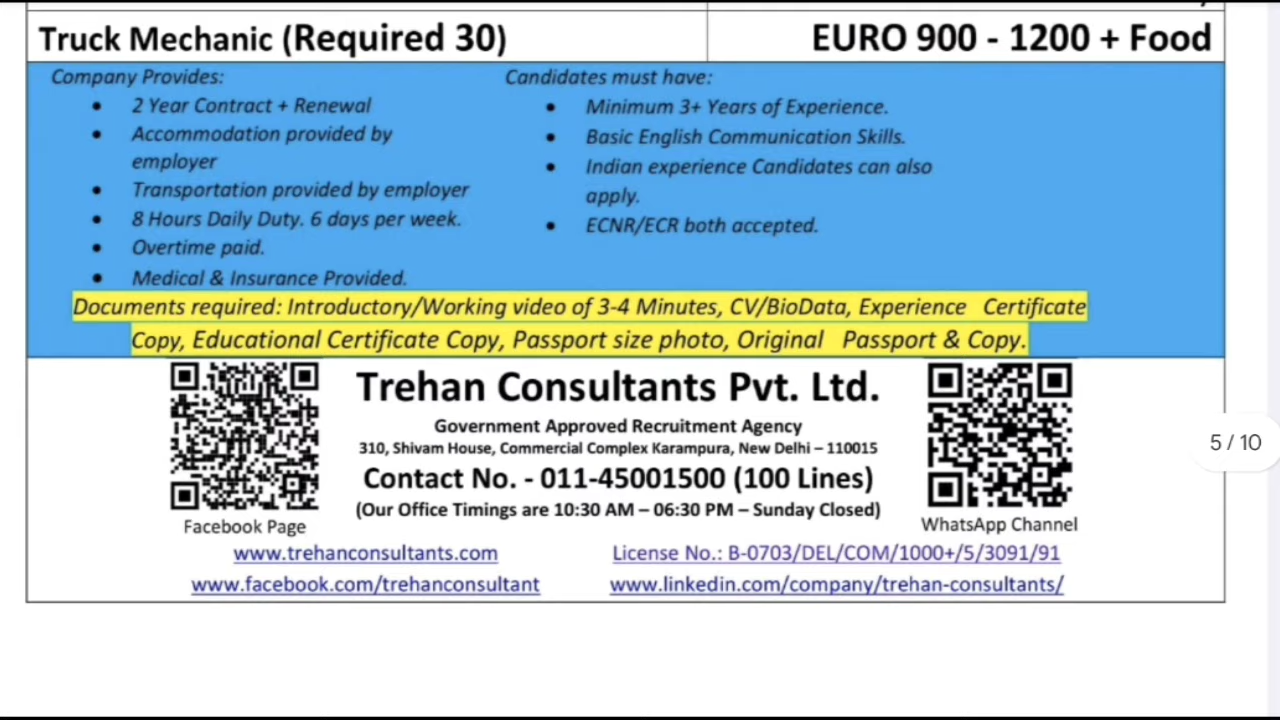 Truck Mechanic (Required 30)
EURO 900 - 1200 + Food
Company Provides:
• 2 Year Contract + Renewal
• Accommodation provided by
employer
• Transportation provided by employer
• 8 Hours Daily Duty. 6 days per week.
• Overtime paid.
• Medical & Insurance Provided.
Candidates must have:
• Minimum 3+ Years of Experience.
• Basic English Communication Skills.
• Indian experience Candidates can also
apply.
• ECNR/ECR both accepted.
Documents required: Introductory/Working video of 3-4 Minutes, CV/BioData, Experience Certificate
Copy, Educational Certificate Copy, Passport size photo, Original Passport & Copy.
Trehan Consultants Pvt. Ltd.
Government Approved Recruitment Agency
310, Shivam House, Commercial Complex Karampura, New Delhi – 110015
Contact No. - 011-45001500 (100 Lines)
(Our Office Timings are 10:30 AM – 06:30 PM – Sunday Closed)
Facebook Page
WhatsApp Channel
www.trehanconsultants.com
License No.: B-0703/DEL/COM/1000+/5/3091/91
www.facebook.com/trehanconsultant
www.linkedin.com/company/trehan-consultants/
5 / 10